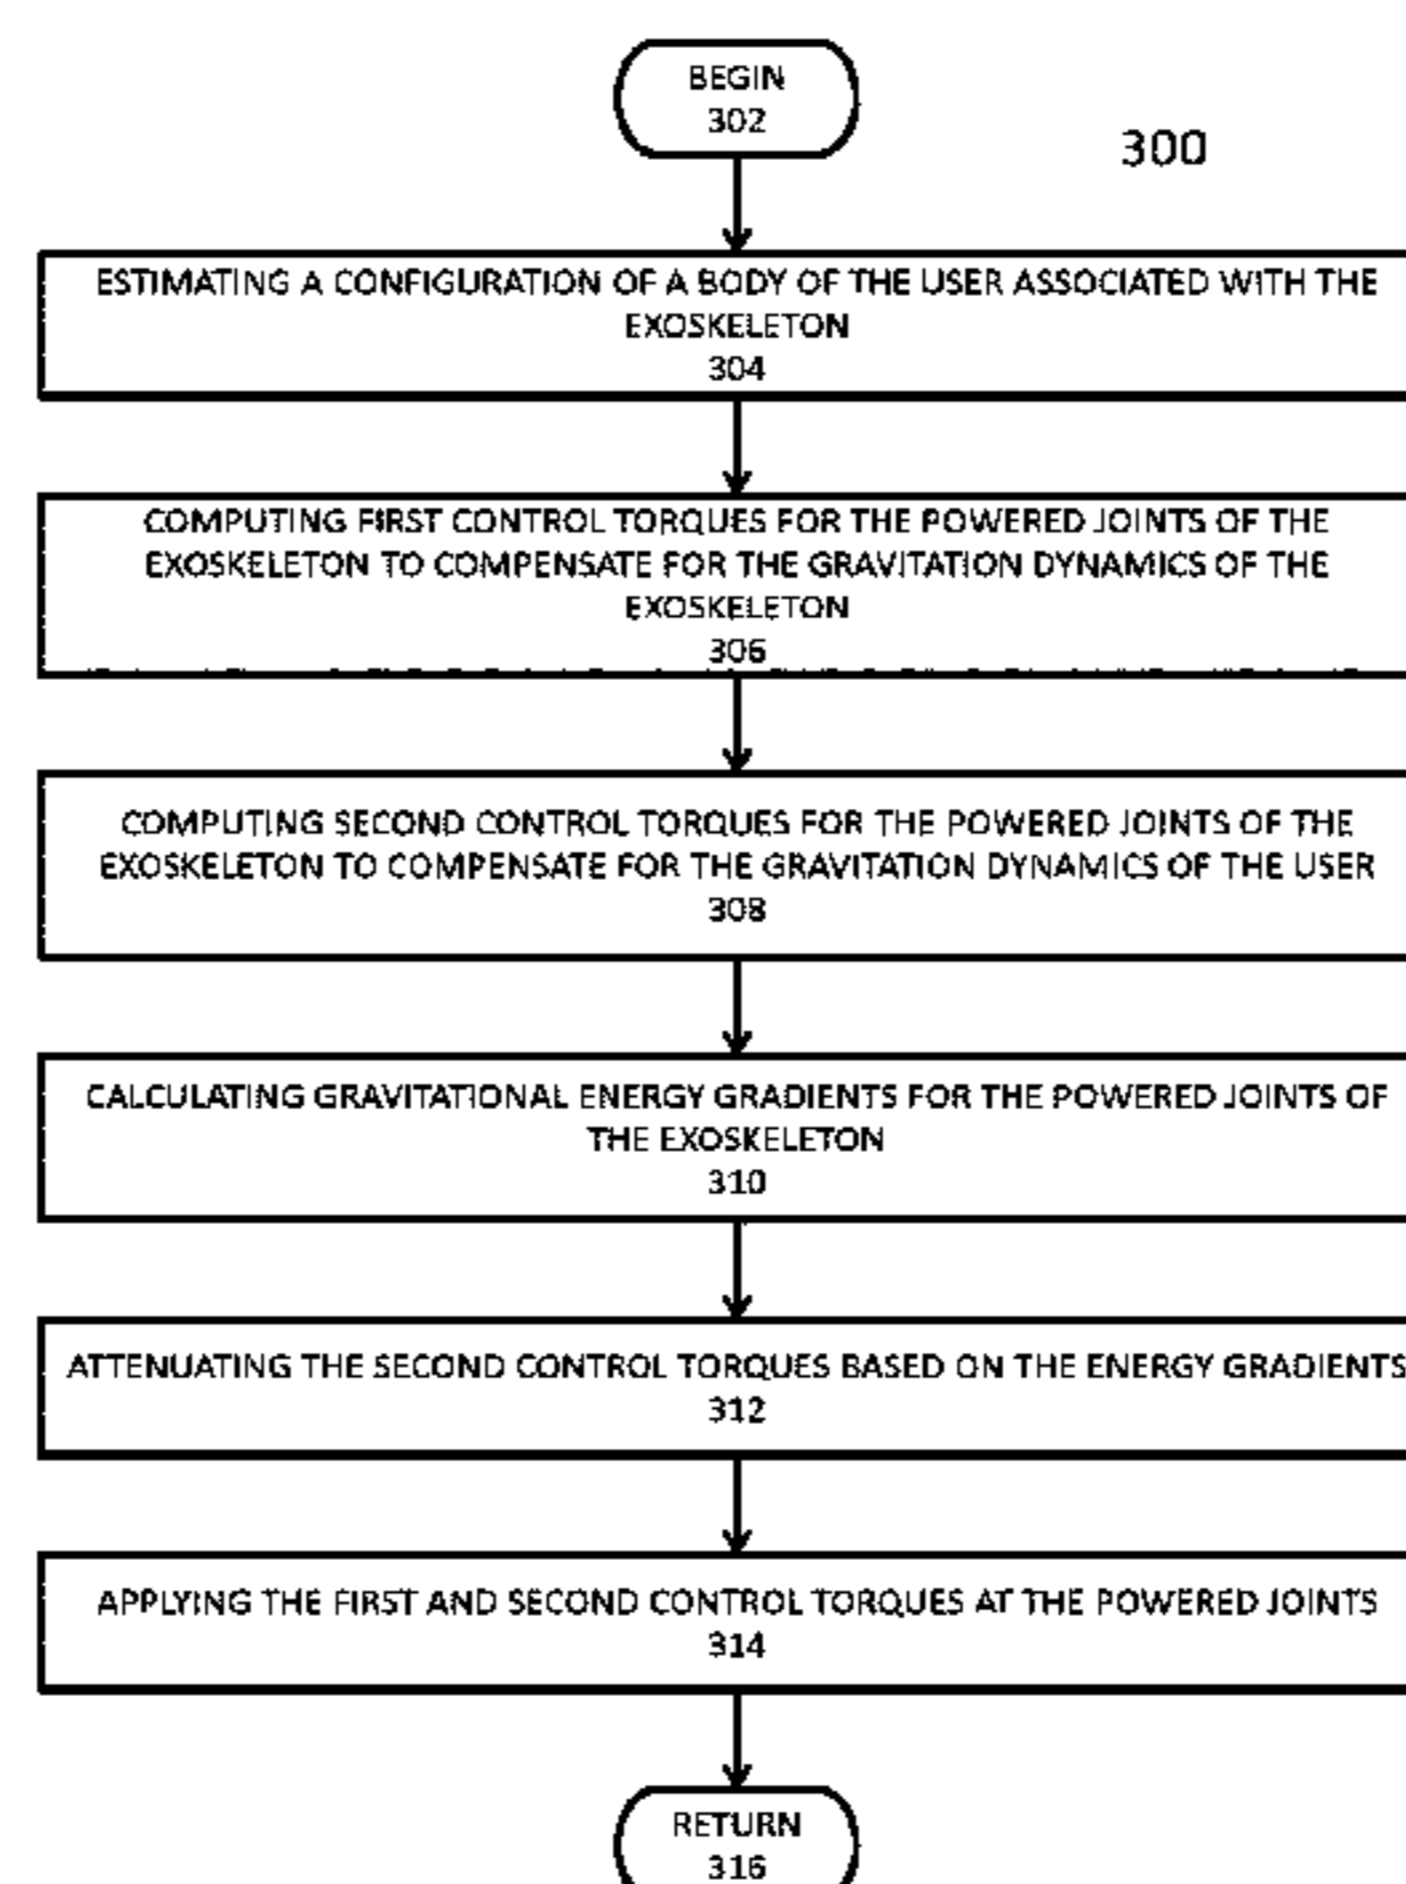 BEGIN
302
300
ESTIMATING A CONFIGURATION OF A BODY OF THE USER ASSOCIATED WITH THE
EXOSKELETON
304
COMPUTING FIRST CONTROL TORQUES FOR THE POWERED JOINTS OF THE
EXOSKELETON TO COMPENSATE FOR THE GRAVITATION DYNAMICS OF THE
EXOSKELETON
306
COMPUTING SECOND CONTROL TORQUES FOR THE POWERED JOINTS OF THE
EXOSKELETON TO COMPENSATE FOR THE GRAVITATION DYNAMICS OF THE USER
308
CALCULATING GRAVITATIONAL ENERGY GRADIENTS FOR THE POWERED JOINTS OF
THE EXOSKELETON
310
ATTENUATING THE SECOND CONTROL TORQUES BASED ON THE ENERGY GRADIENTS
312
APPLYING THE FIRST AND SECOND CONTROL TORQUES AT THE POWERED JOINTS
314
RETURN
316